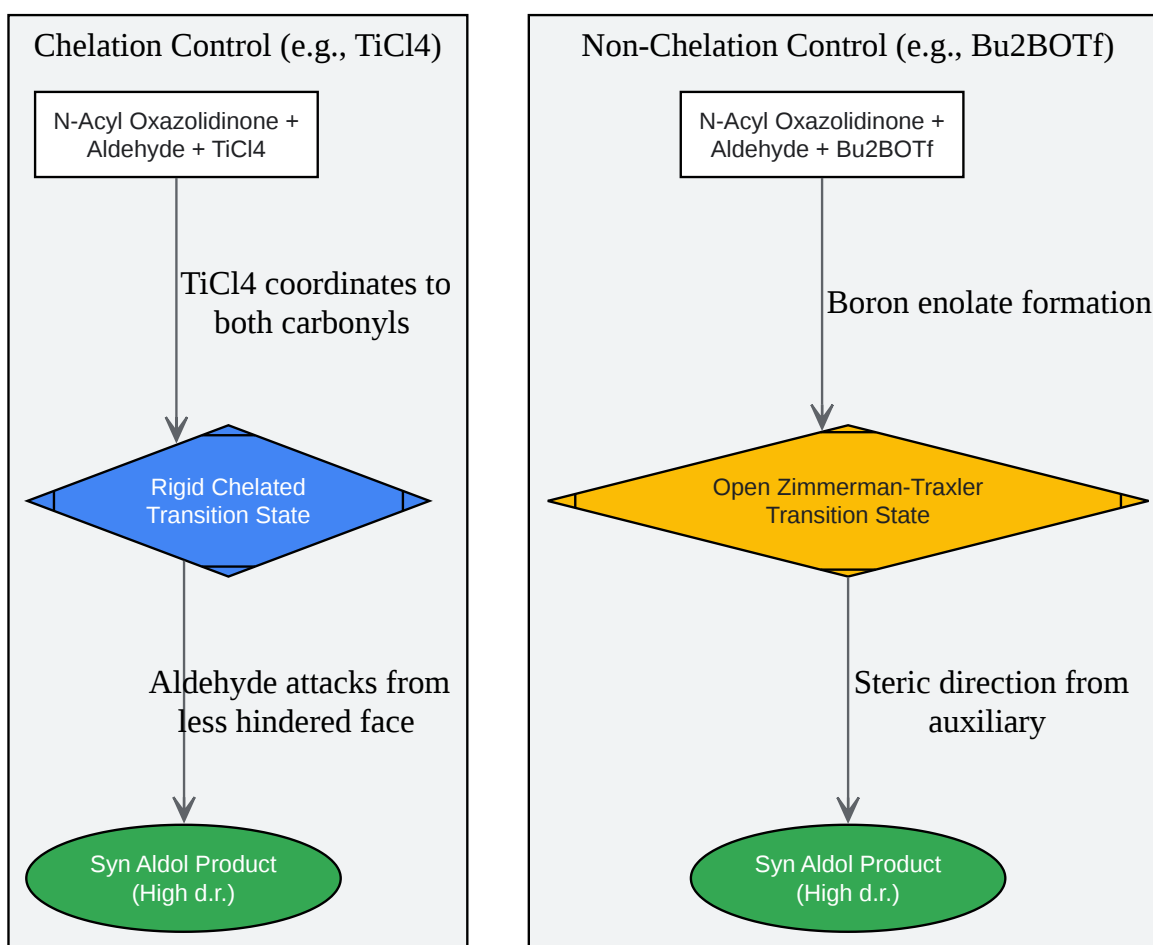 Chelation Control (e.g., TiCl4)
N-Acyl Oxazolidinone +
Aldehyde + TiCl4
TiCl4 coordinates to
both carbonyls
Rigid Chelated
Transition State
Aldehyde attacks from
less hindered face
Syn Aldol Product
(High d.r.)
Non-Chelation Control (e.g., Bu2BOTf)
N-Acyl Oxazolidinone +
Aldehyde + Bu2BOTf
Boron enolate formation
Open Zimmerman-Traxler
Transition State
Steric direction from
auxiliary
Syn Aldol Product
(High d.r.)